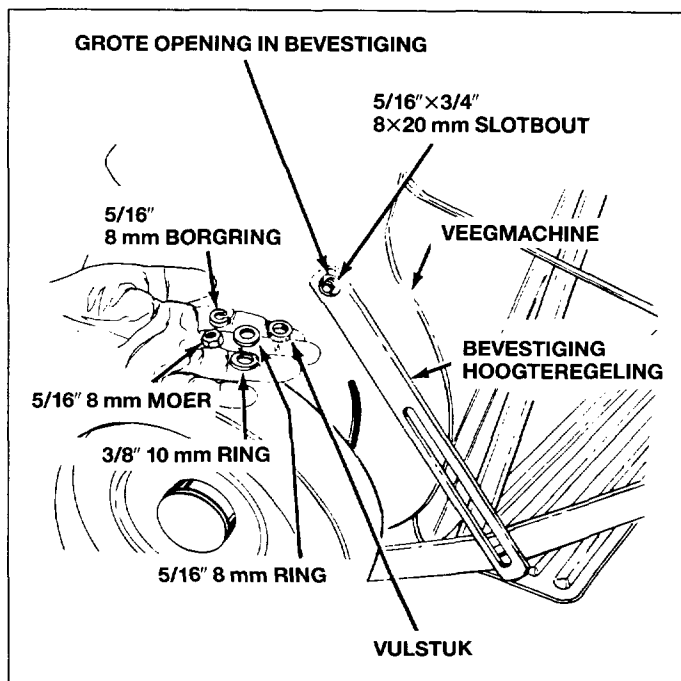 GROTE OPENING IN BEVESTIGING
5/16"×3/4"
8×20 mm SLOTBOUT
5/16"
8 mm BORGRING
VEEGMACHINE
BEVESTIGING
HOOGTEREGELING
5/16" 8 mm MOER
3/8" 10 mm RING
5/16" 8 mm RING
VULSTUK